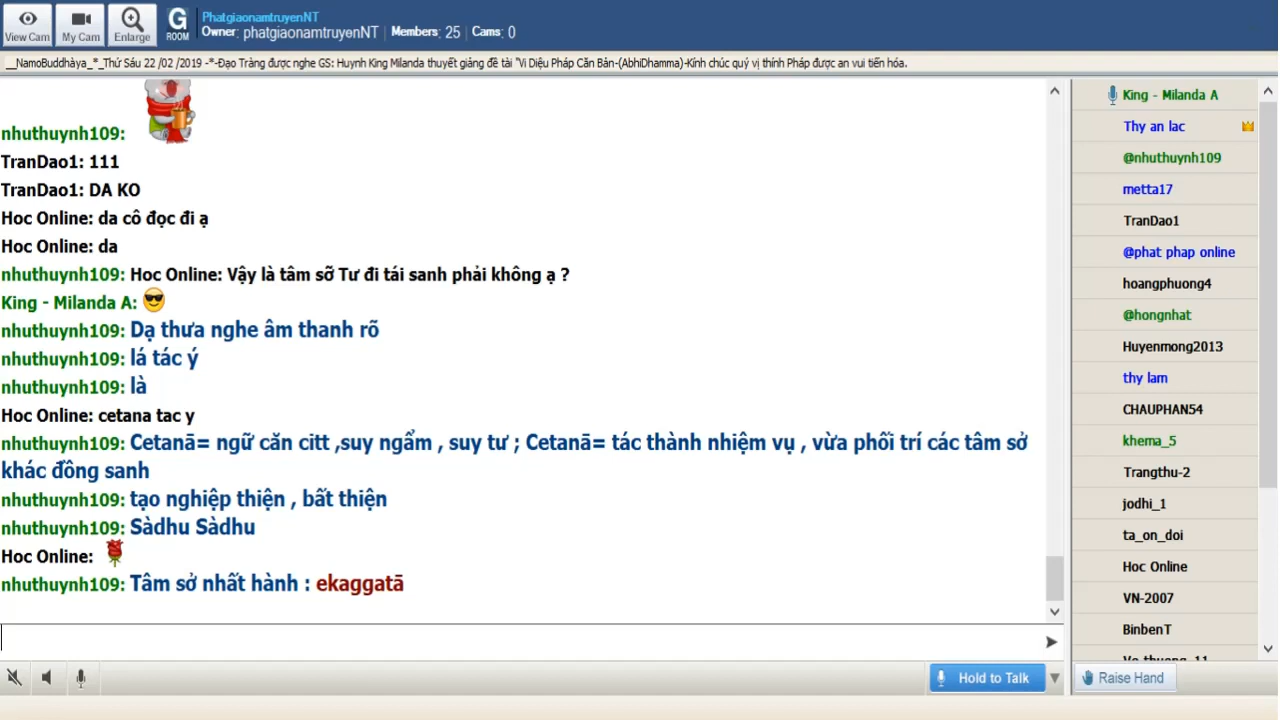 View Cam
My Cam
Enlarge
G
ROOM
PhatgiaonamtruyenNT
Owner: phatgiaonamtruyenNT Members: 25 Cams: 0
__NamoBuddhàya_*_Thứ Sáu 22 /02 /2019 -*-Đạo Tràng được nghe GS: Huynh King Milanda thuyết giảng đề tài "Vi Diệu Pháp Căn Bản-(AbhiDhamma)-Kính chúc quý vị thính Pháp được an vui tiến hóa.
nhuthuynh109:
TranDao1: 111
TranDao1: DA KO
Hoc Online: da cô đọc đi ạ
Hoc Online: da
nhuthuynh109: Hoc Online: Vậy là tâm sỡ Tư đi tái sanh phải không ạ ?
King - Milanda A:
nhuthuynh109: Dạ thưa nghe âm thanh rõ
nhuthuynh109: lá tác ý
nhuthuynh109: là
Hoc Online: cetana tac y
nhuthuynh109: Cetanā= ngữ căn citt ,suy ngẩm , suy tư ; Cetanā= tác thành nhiệm vụ , vừa phối trí các tâm sở
khác đồng sanh
nhuthuynh109: tạo nghiệp thiện , bất thiện
nhuthuynh109: Sàdhu Sàdhu
Hoc Online:
nhuthuynh109: Tâm sở nhất hành : ekaggatā
Hold to Talk
King - Milanda A
Thy an lac
@nhuthuynh109
metta17
TranDao1
@phat phap online
hoangphuong4
@hongnhat
Huyenmong2013
thy lam
CHAUPHAN54
khema_5
Trangthu-2
jodhi_1
ta_on_doi
Hoc Online
VN-2007
BinbenT
Vo thuong_11
Raise Hand